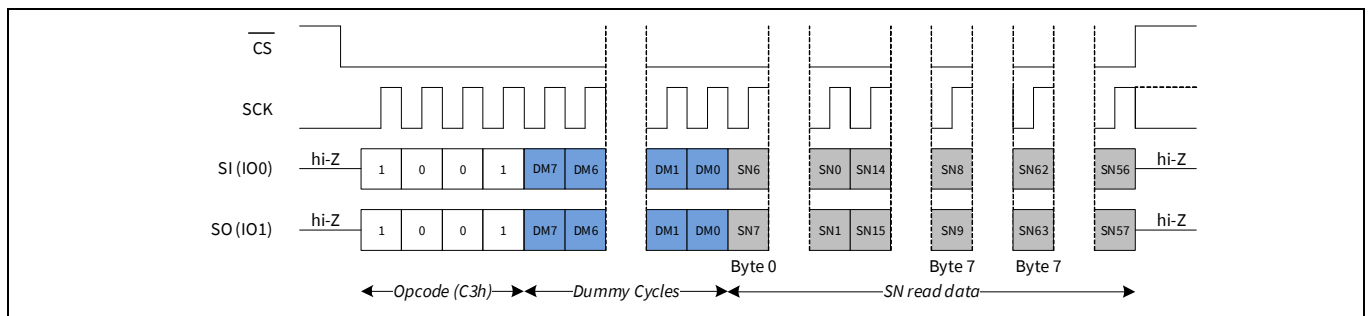 CS
SCK
SI (IO0) hi-Z 1 0 0 1 DM7 DM6 DM1 DM0 SN6 SN0 SN14 SN8 SN62 SN56 hi-Z
SO (IO1) hi-Z 1 0 0 1 DM7 DM6 DM1 DM0 SN7 SN1 SN15 SN9 SN63 SN57 hi-Z
Byte 0 Byte 7 Byte 7
Opcode (C3h) Dummy Cycles SN read data